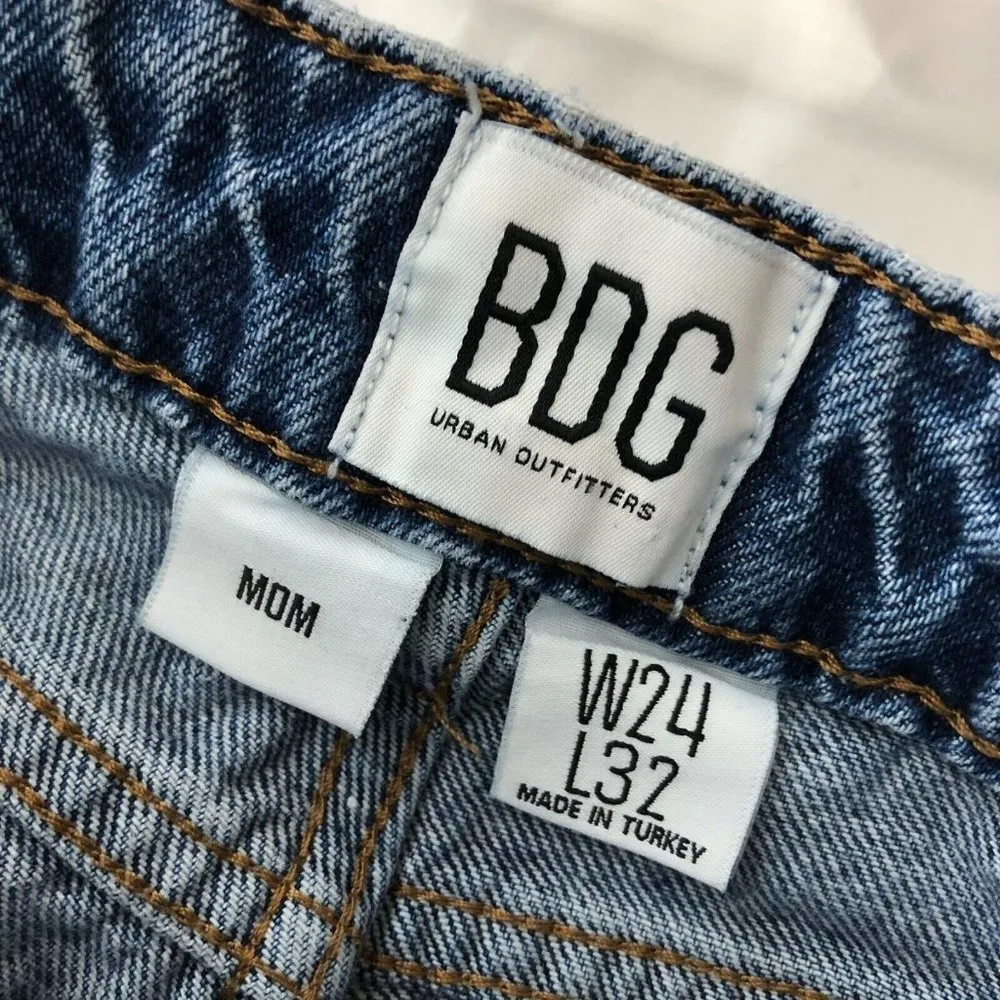 BDG
URBAN OUTFITTERS
MOM
W24
L32
MADE IN TURKEY